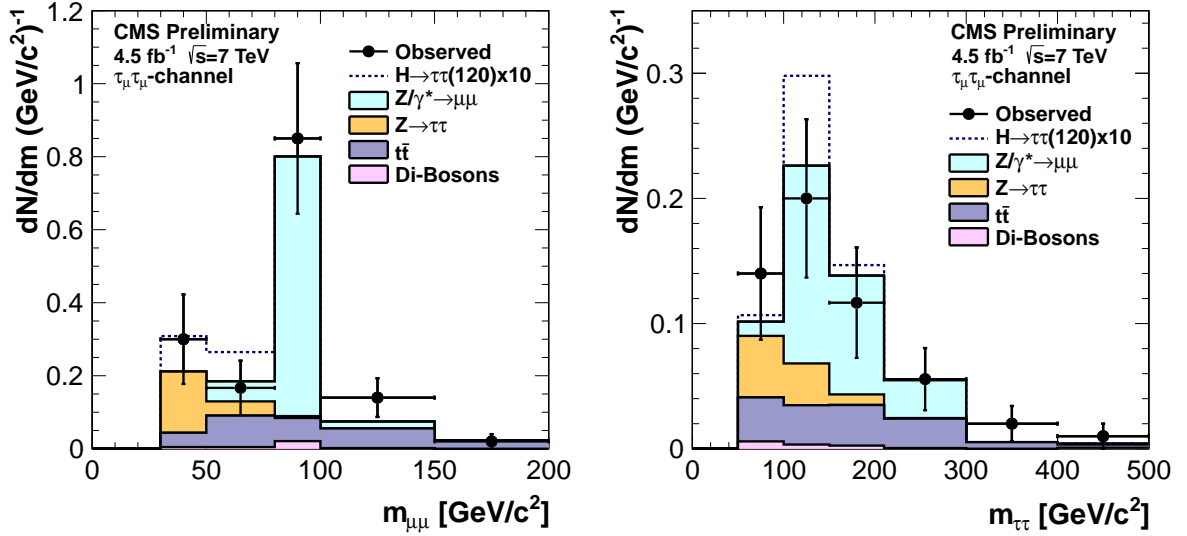 CMS Preliminary
4.5 fb⁻¹ √s=7 TeV
τμτμ-channel
Observed
H→ττ(120)x10
Z/γ*→μμ
Z→ττ
tt̄
Di-Bosons
dN/dm (GeV/c²)⁻¹
1.2
1
0.8
0.6
0.4
0.2
0
0 50 100 150 200
mμμ [GeV/c²]
CMS Preliminary
4.5 fb⁻¹ √s=7 TeV
τμτμ-channel
Observed
H→ττ(120)x10
Z/γ*→μμ
Z→ττ
tt̄
Di-Bosons
dN/dm (GeV/c²)⁻¹
0.3
0.2
0.1
0
0 100 200 300 400 500
mττ [GeV/c²]